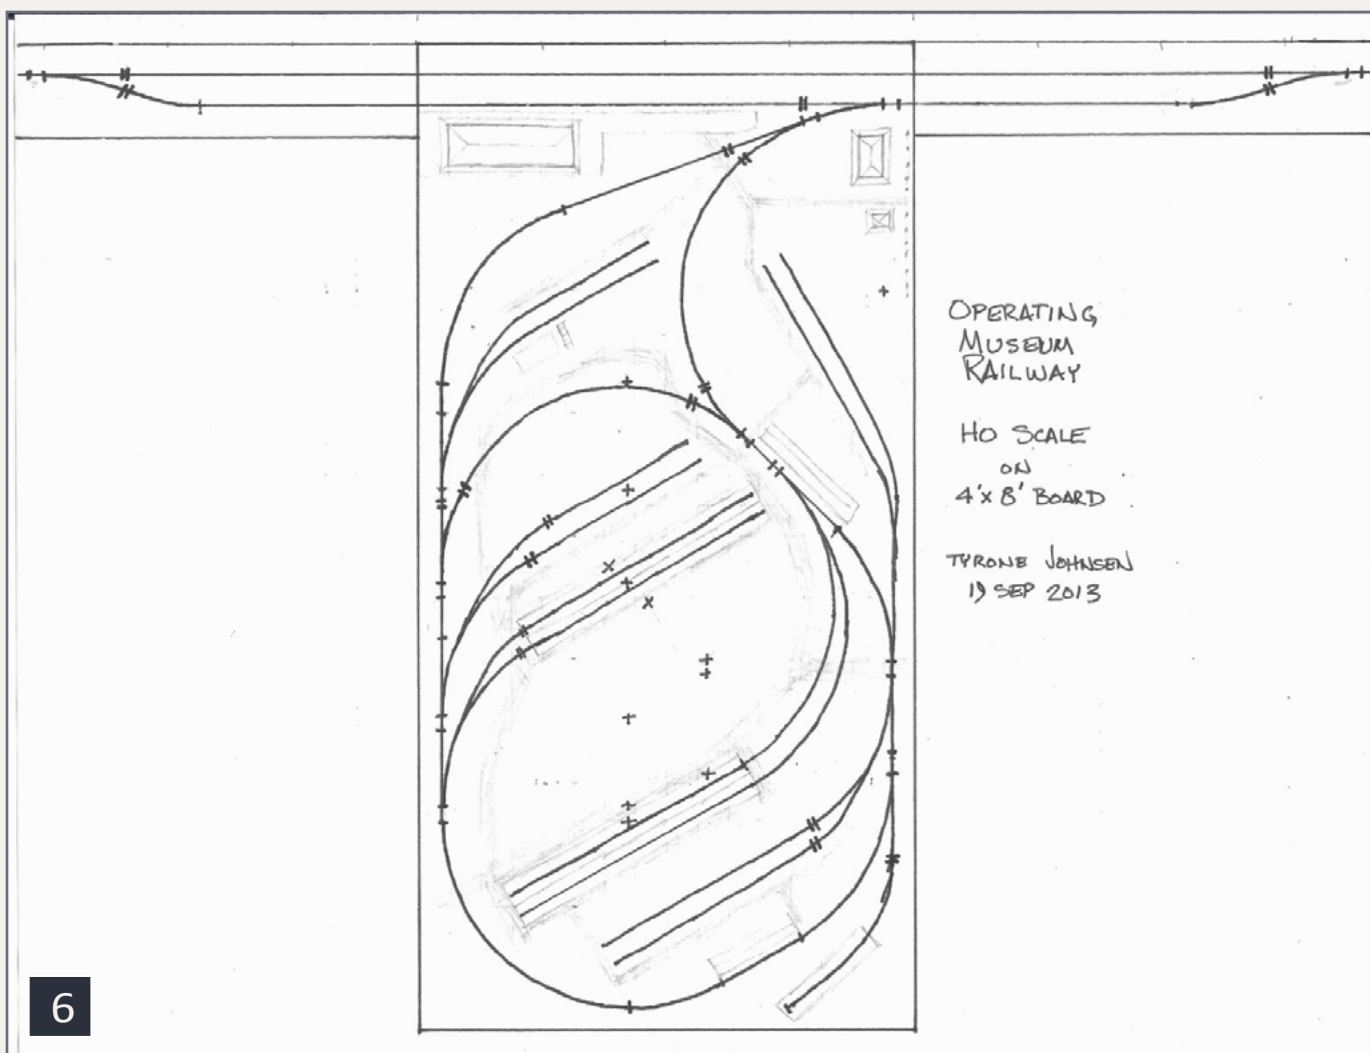 OPERATING
MUSEUM
RAILWAY
HO SCALE
ON
4'x 8' BOARD
TYRONE JOHNSEN
19 SEP 2013
6